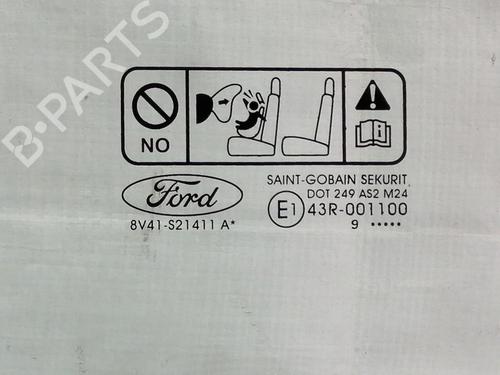 B-PARTS
NO
Ford
8V41-S21411 A*
SAINT-GOBAIN SEKURIT
DOT 249 AS2 M24
E1 43R-001100
9 •••••